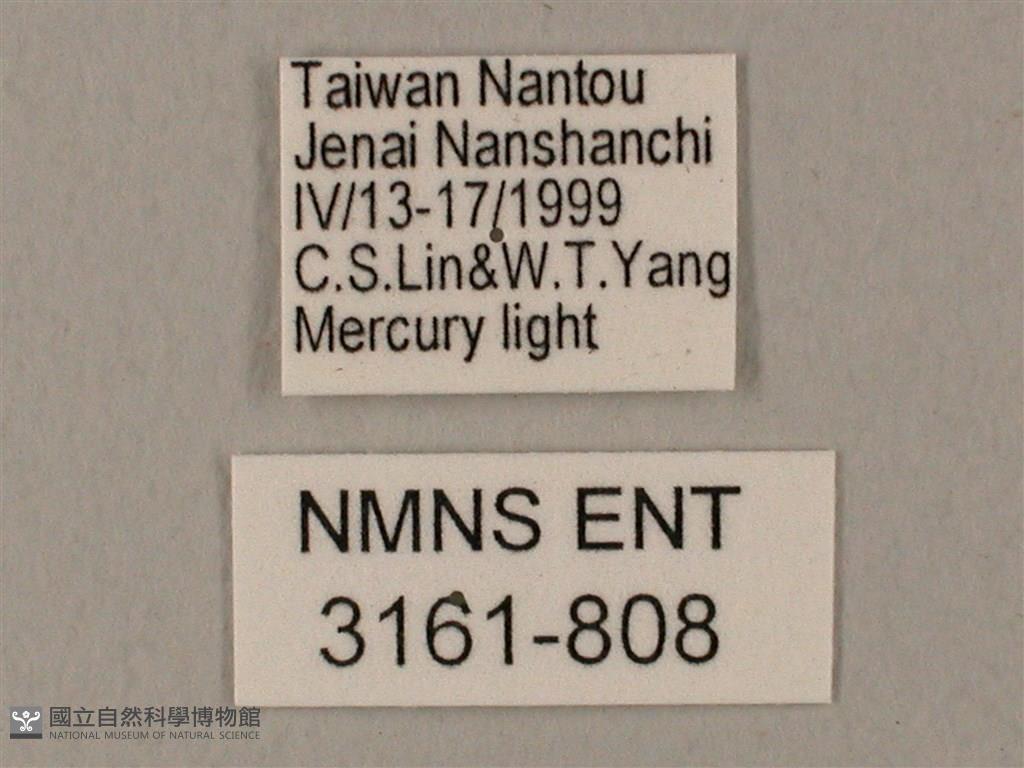 Taiwan Nantou
Jenai Nanshanchi
IV/13-17/1999
C.S.Lin&W.T.Yang
Mercury light
NMNS ENT
3161-808
國立自然科學博物館
NATIONAL MUSEUM OF NATURAL SCIENCE